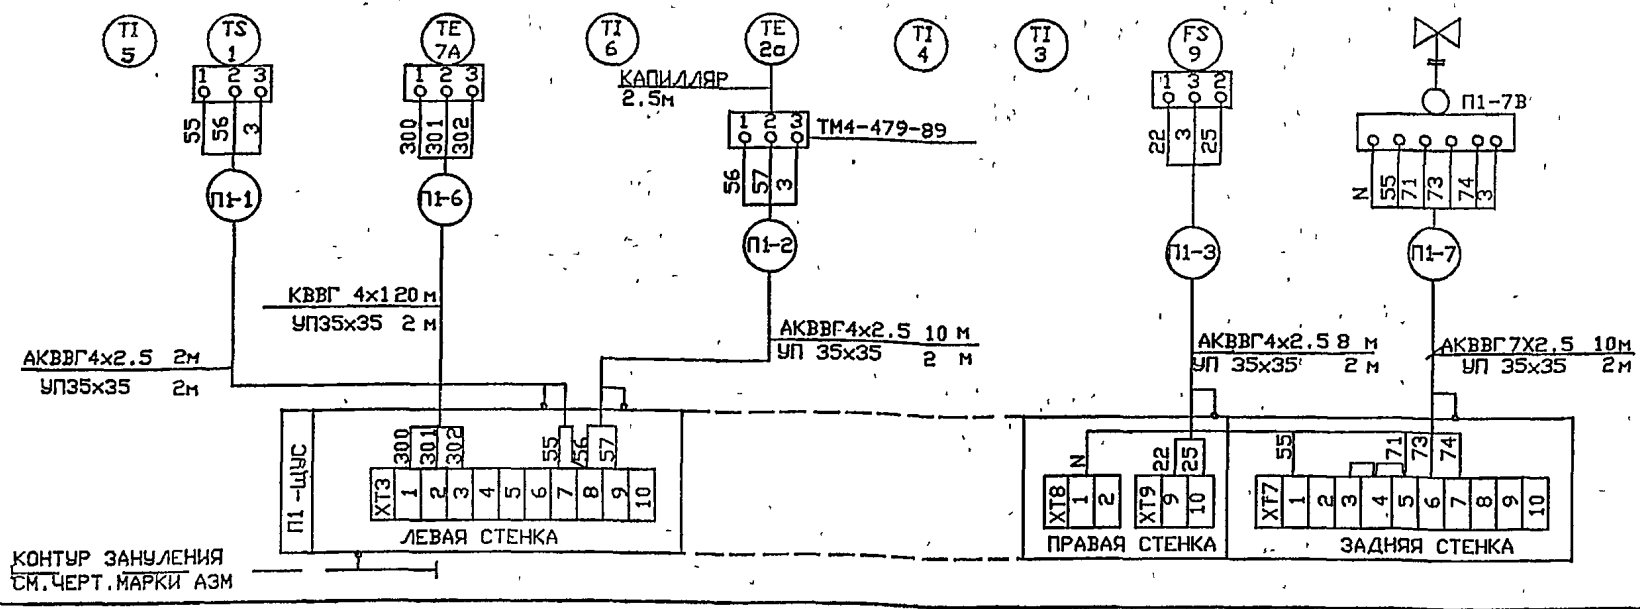 TI
5
TS
1
TE
7A
TI
6
TE
2а
TI
4
TI
3
FS
9
1 2 3
1 2 3
КАПИЛЛЯР
2.5м
1 2 3
ТМ4-479-89
1 3 2
П1-7В
55
56
3
300
301
302
56
57
3
22
3
25
N
55
71
73
74
3
П1-1
П1-6
П1-2
П1-3
П1-7
КВВГ 4х1 20 м
УП35х35 2 м
АКВВГ4х2.5 2м
УП35х35 2м
АКВВГ4х2.5 10 м
УП 35х35 2 м
АКВВГ4х2.5 8 м
УП 35х35 2 м
АКВВГ7Х2.5 10м
УП 35х35 2м
П1-ЩУС
300
301
302
55
56
57
ХТ3 1 2 3 4 5 6 7 8 9 10
ЛЕВАЯ СТЕНКА
N
22
25
ХТ8 1 2
ХТ9 9 10
ПРАВАЯ СТЕНКА
55
71
73
74
ХТ7 1 2 3 4 5 6 7 8 9 10
ЗАДНЯЯ СТЕНКА
КОНТУР ЗАНУЛЕНИЯ
СМ.ЧЕРТ.МАРКИ АЗМ